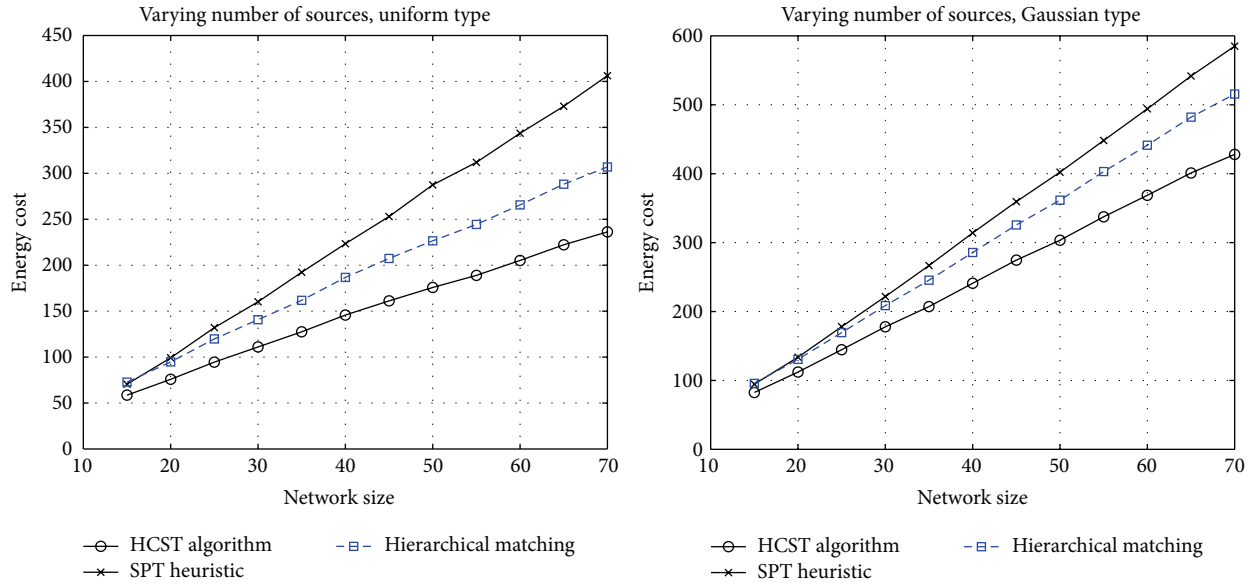 Varying number of sources, uniform type
450
400
350
300
250
200
150
100
50
0
Energy cost
10 20 30 40 50 60 70
Network size
HCST algorithm
SPT heuristic
Hierarchical matching
Varying number of sources, Gaussian type
600
500
400
300
200
100
0
Energy cost
10 20 30 40 50 60 70
Network size
HCST algorithm
SPT heuristic
Hierarchical matching